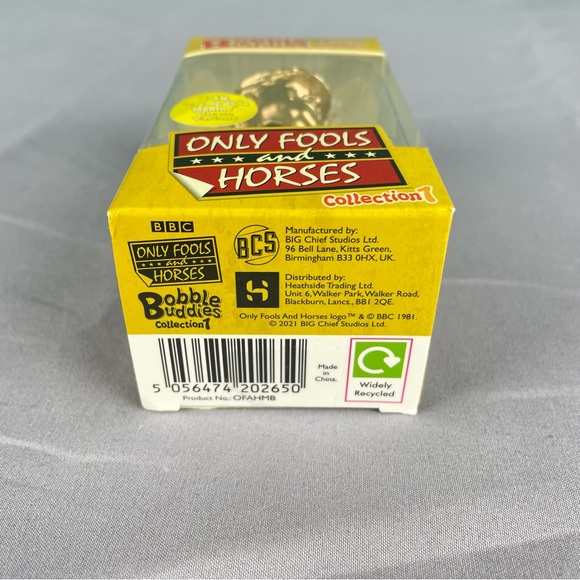 ONLY FOOLS
and
HORSES
Collection 1
BBC
ONLY FOOLS
and
HORSES
Bobble
Buddies
Collection 1
BCS
Manufactured by:
BIG Chief Studios Ltd.
96 Bell Lane, Kitts Green,
Birmingham B33 0HX, UK.
Distributed by:
Heathside Trading Ltd.
Unit 6, Walker Park, Walker Road,
Blackburn, Lancs., BB1 2QE.
Only Fools And Horses logo™ & © BBC 1981.
© 2021 BIG Chief Studios Ltd.
5 056474 202650
Product No.: OFAHMB
Made in
China.
Widely
Recycled